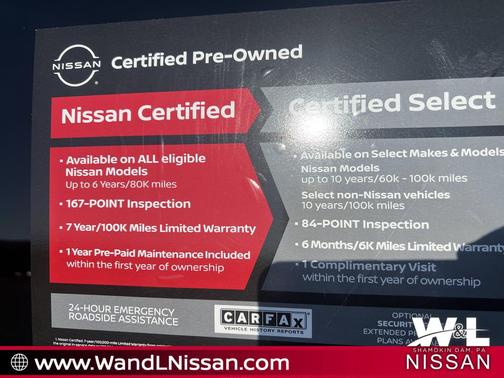 NISSAN
Certified Pre-Owned
Nissan Certified
• Available on ALL eligible
Nissan Models
Up to 6 Years/80K miles
• 167-POINT Inspection
• 7 Year/100K Miles Limited Warranty
• 1 Year Pre-Paid Maintenance Included
within the first year of ownership
Certified Select
• Available on Select Makes & Models
Nissan Models
up to 10 years/60k - 100k miles
Select non-Nissan vehicles
10 years/100k miles
• 84-POINT Inspection
• 6 Months/6K Miles Limited Warranty
• 1 Complimentary Visit
within the first year of ownership
24-HOUR EMERGENCY
ROADSIDE ASSISTANCE
CARFAX
VEHICLE HISTORY REPORTS
OPTIONAL
SECURITY
EXTENDED
PLANS
W&L
SHAMOKIN DAM, PA
NISSAN
www.WandLNissan.com